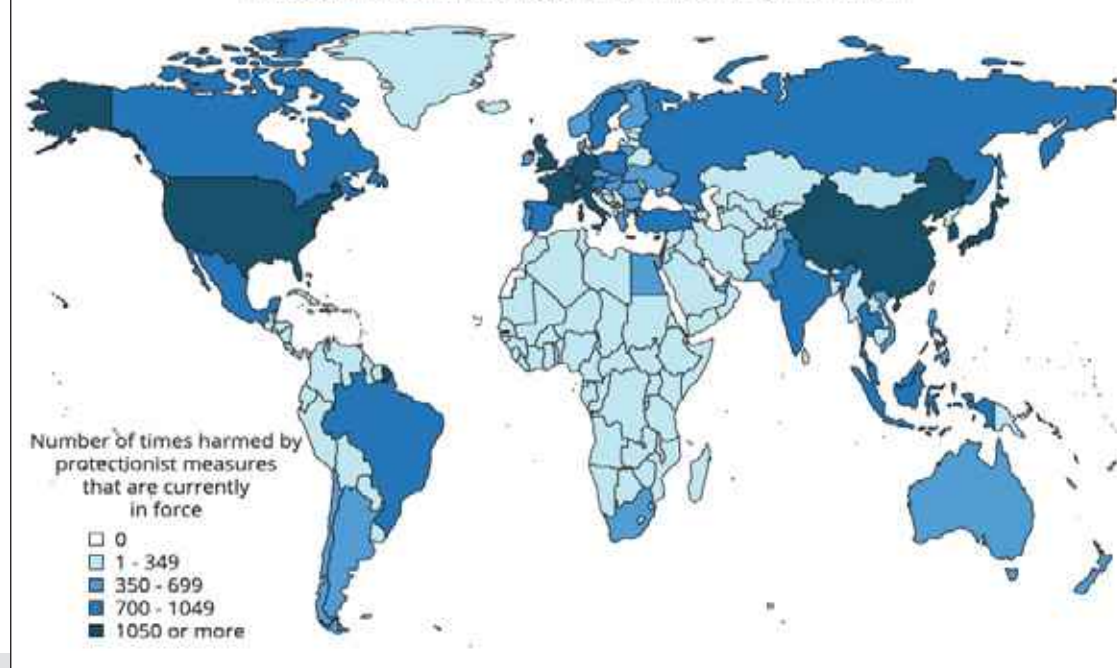 Number of times harmed by
protectionist measures
that are currently
in force
0
1 - 349
350 - 699
700 - 1049
1050 or more